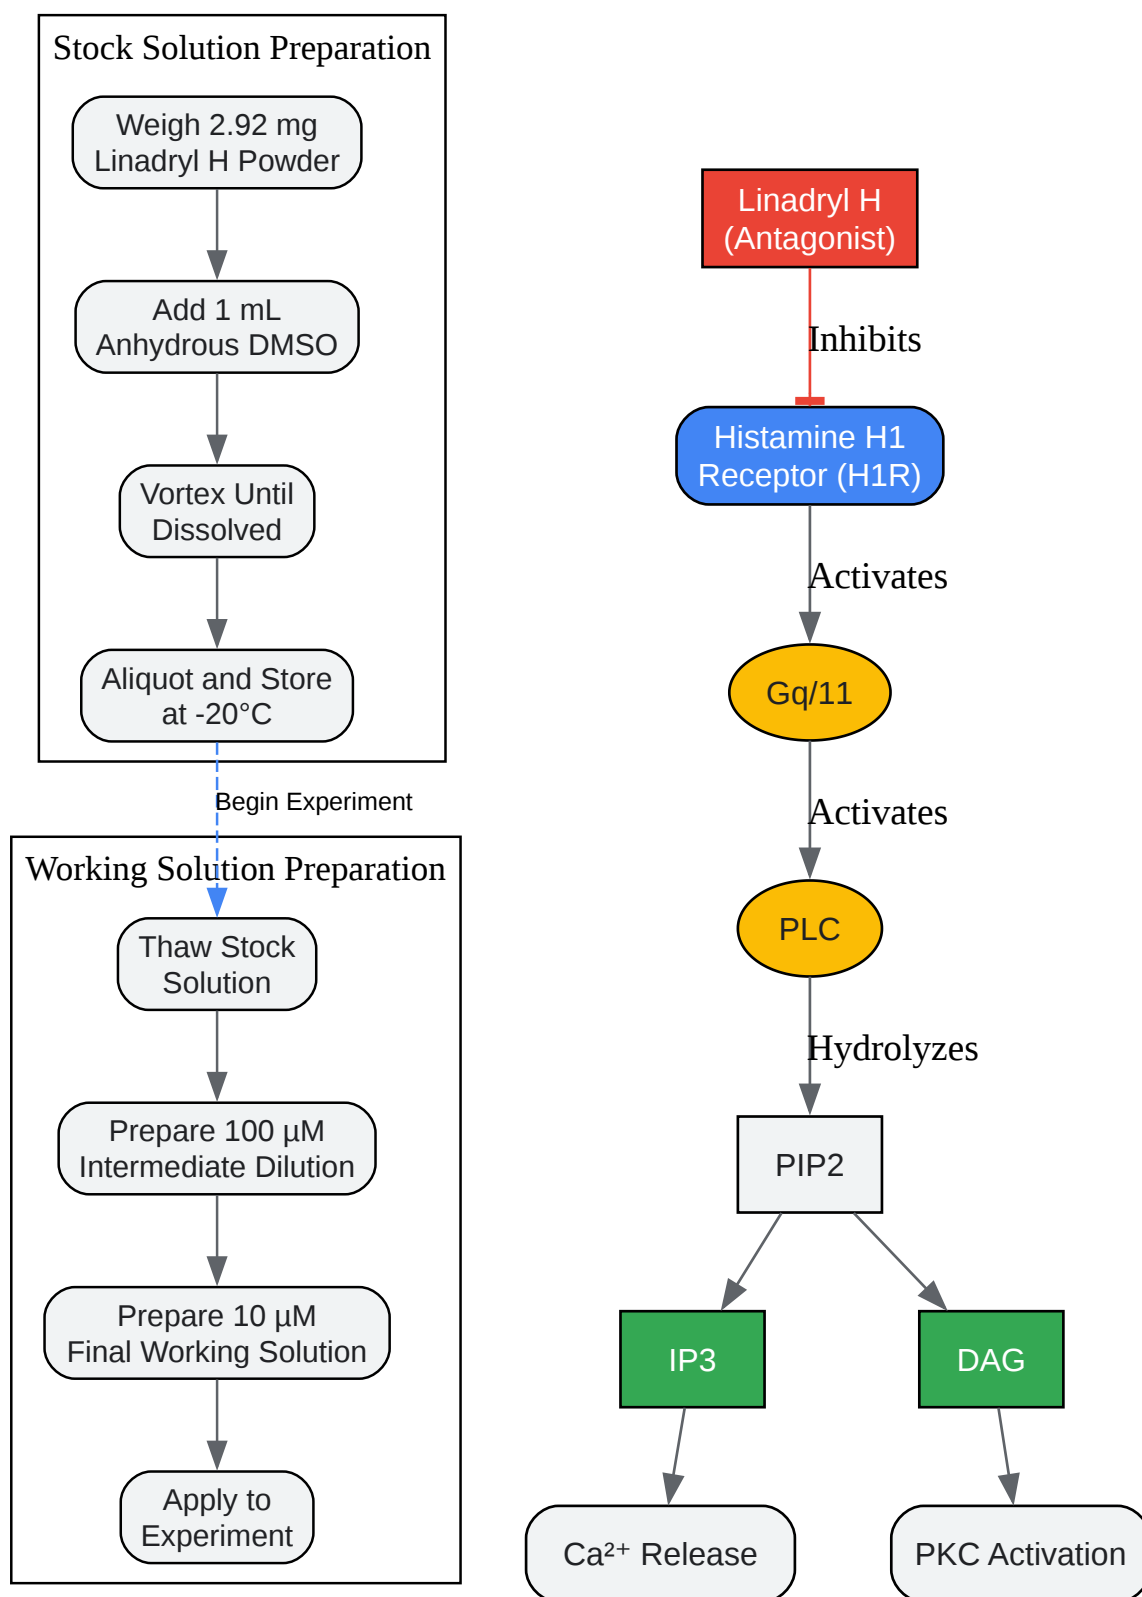 Stock Solution Preparation
Weigh 2.92 mg
Linadryl H Powder
Add 1 mL
Anhydrous DMSO
Vortex Until
Dissolved
Aliquot and Store
at -20°C
Begin Experiment
Working Solution Preparation
Thaw Stock
Solution
Prepare 100 µM
Intermediate Dilution
Prepare 10 µM
Final Working Solution
Apply to
Experiment
Linadryl H
(Antagonist)
Inhibits
Histamine H1
Receptor (H1R)
Activates
Gq/11
Activates
PLC
Hydrolyzes
PIP2
IP3
DAG
Ca²⁺ Release
PKC Activation